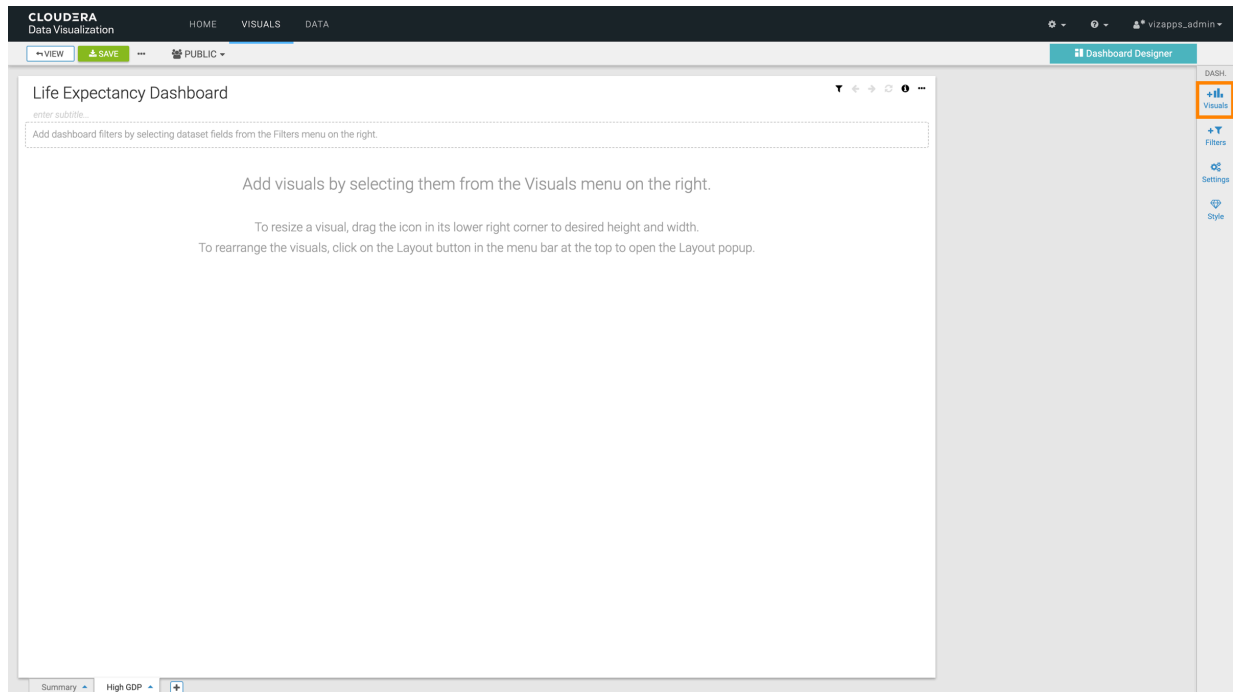 CLOUDERA
Data Visualization
HOME VISUALS DATA
vizapps_admin
VIEW SAVE PUBLIC
Dashboard Designer
DASH.
Visuals
Filters
Settings
Style
Life Expectancy Dashboard
enter subtitle...
Add dashboard filters by selecting dataset fields from the Filters menu on the right.
Add visuals by selecting them from the Visuals menu on the right.
To resize a visual, drag the icon in its lower right corner to desired height and width.
To rearrange the visuals, click on the Layout button in the menu bar at the top to open the Layout popup.
Summary High GDP